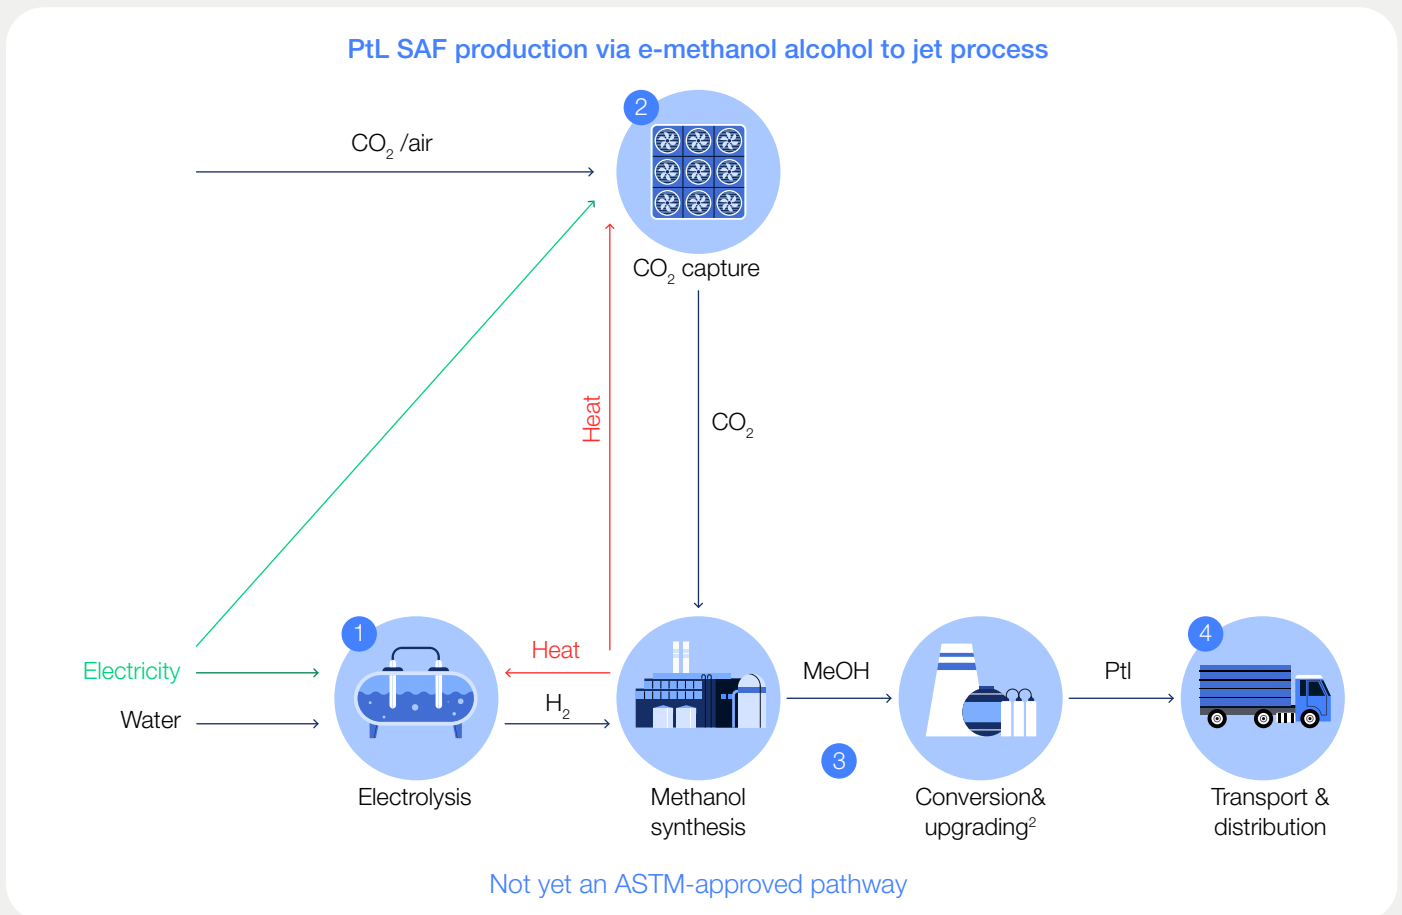 PtL SAF production via e-methanol alcohol to jet process
2
CO₂ /air
CO₂ capture
Heat
CO₂
1
4
Electricity
Heat
MeOH
Ptl
Water
H₂
3
Electrolysis
Methanol
synthesis
Conversion&
upgrading²
Transport &
distribution
Not yet an ASTM-approved pathway